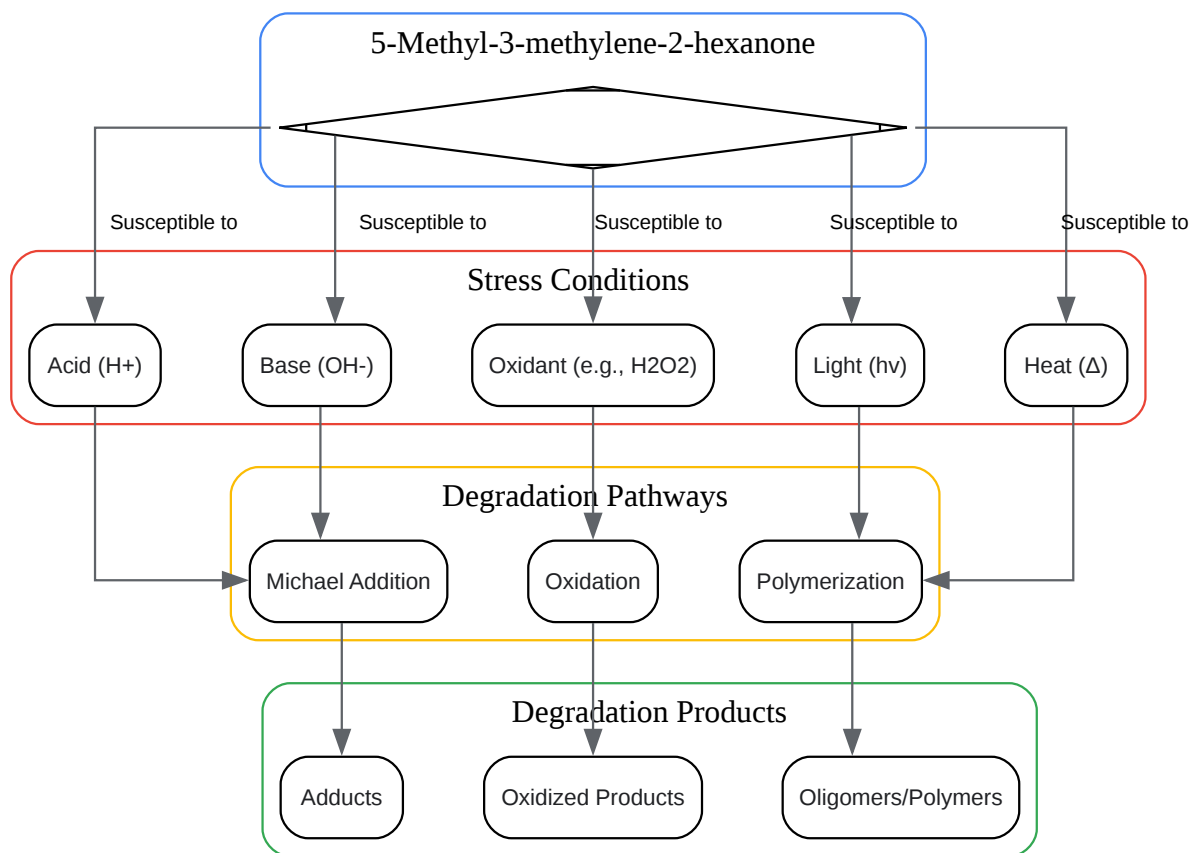 5-Methyl-3-methylene-2-hexanone
Susceptible to
Susceptible to
Susceptible to
Susceptible to
Susceptible to
Stress Conditions
Acid (H+)
Base (OH-)
Oxidant (e.g., H2O2)
Light (hv)
Heat (Δ)
Degradation Pathways
Michael Addition
Oxidation
Polymerization
Degradation Products
Adducts
Oxidized Products
Oligomers/Polymers